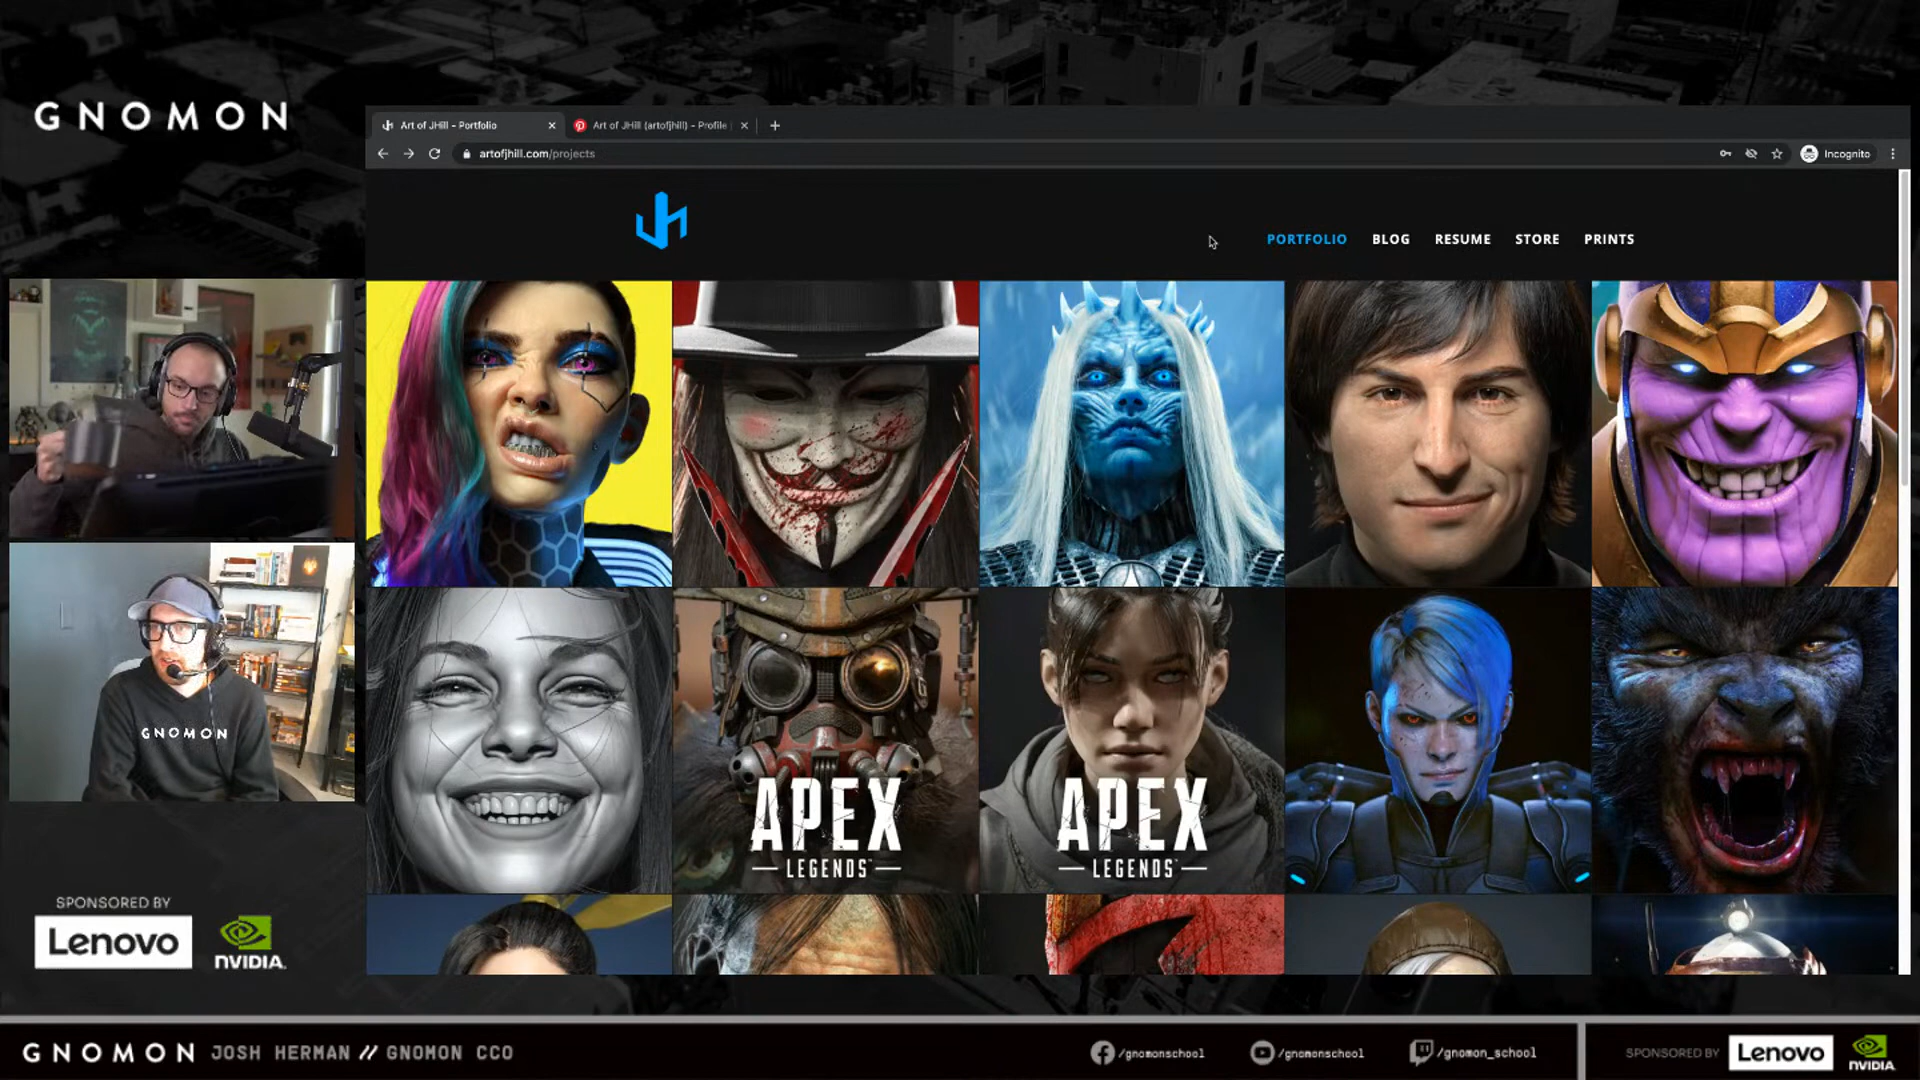 GNOMON
Art of JHill – Portfolio
Art of JHill (artofjhill) – Profile
artofjhill.com/projects
Incognito
PORTFOLIO BLOG RESUME STORE PRINTS
GNOMON
APEX
LEGENDS™
APEX
LEGENDS™
SPONSORED BY
Lenovo
NVIDIA.
GNOMON JOSH HERMAN // GNOMON CCO
/gnomonschool
/gnomonschool
/gnomon_school
SPONSORED BY
Lenovo
NVIDIA.